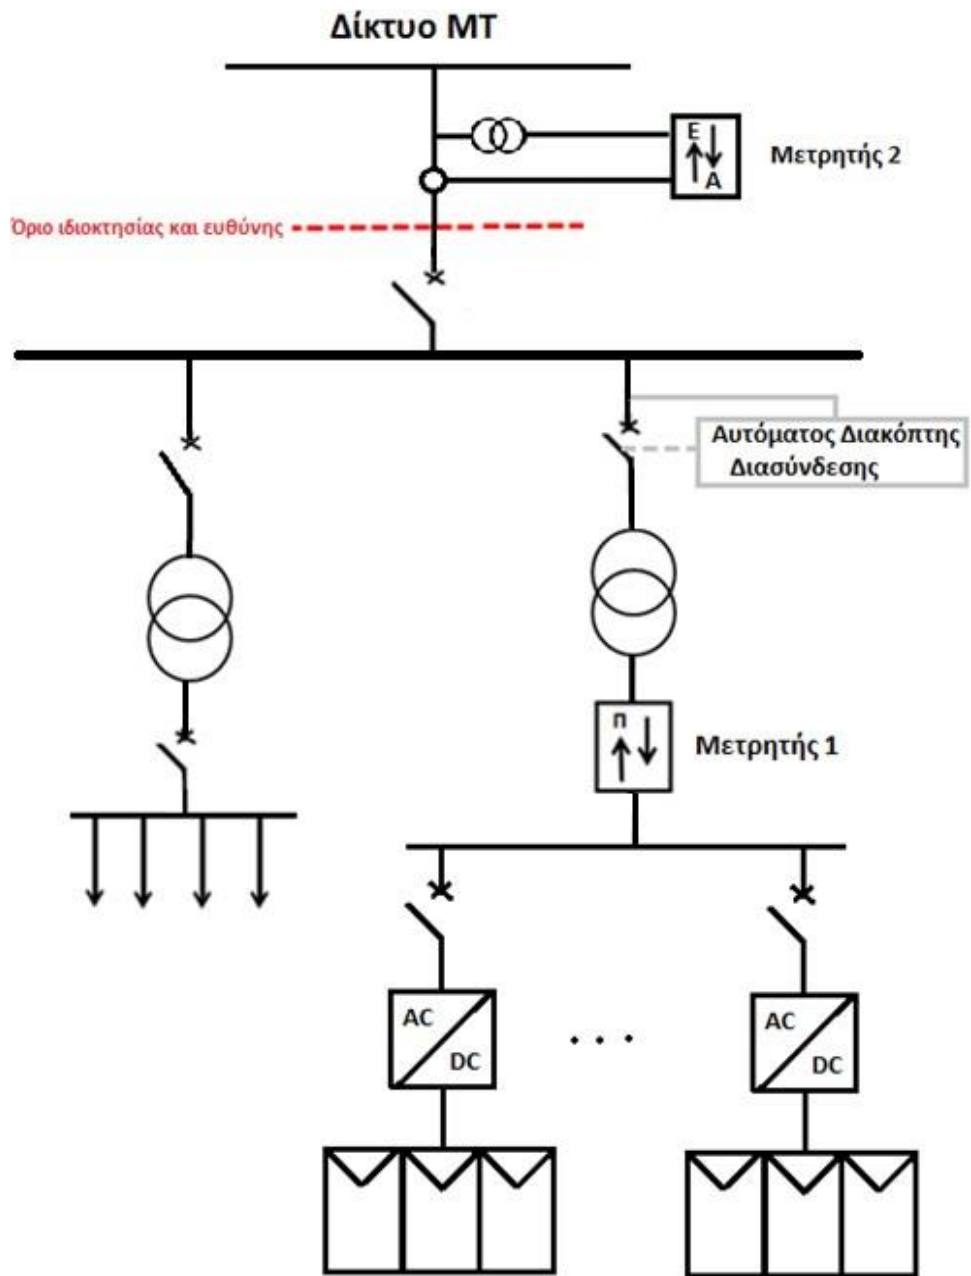 Δίκτυο ΜΤ
Ε
Α
Μετρητής 2
Όριο ιδιοκτησίας και ευθύνης
Αυτόματος Διακόπτης
Διασύνδεσης
Π
Μετρητής 1
AC
DC
. . .
AC
DC